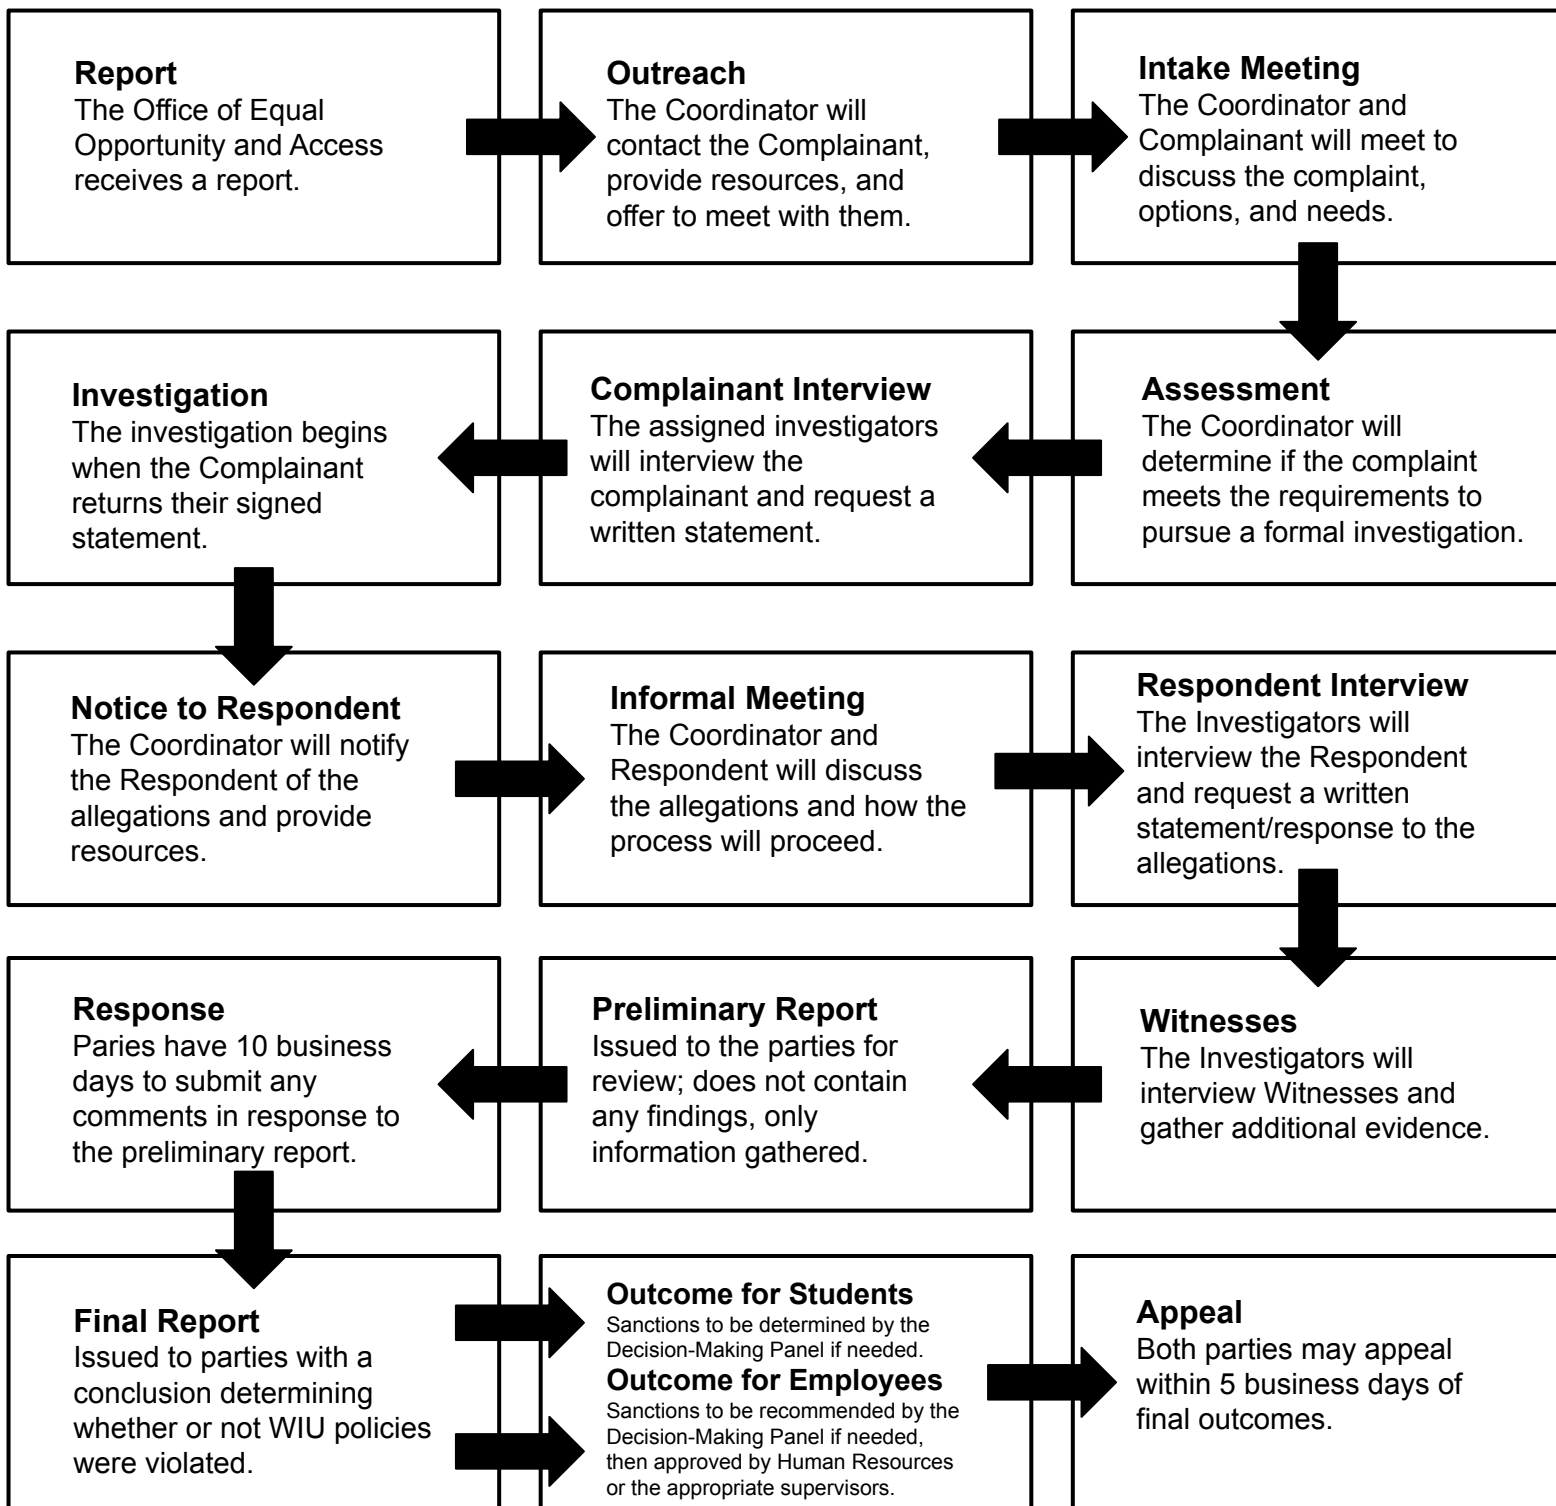 Report
The Office of Equal
Opportunity and Access
receives a report.
Outreach
The Coordinator will
contact the Complainant,
provide resources, and
offer to meet with them.
Intake Meeting
The Coordinator and
Complainant will meet to
discuss the complaint,
options, and needs.
Assessment
The Coordinator will
determine if the complaint
meets the requirements to
pursue a formal investigation.
Complainant Interview
The assigned investigators
will interview the
complainant and request a
written statement.
Investigation
The investigation begins
when the Complainant
returns their signed
statement.
Notice to Respondent
The Coordinator will notify
the Respondent of the
allegations and provide
resources.
Informal Meeting
The Coordinator and
Respondent will discuss
the allegations and how the
process will proceed.
Respondent Interview
The Investigators will
interview the Respondent
and request a written
statement/response to the
allegations.
Witnesses
The Investigators will
interview Witnesses and
gather additional evidence.
Preliminary Report
Issued to the parties for
review; does not contain
any findings, only
information gathered.
Response
Paries have 10 business
days to submit any
comments in response to
the preliminary report.
Final Report
Issued to parties with a
conclusion determining
whether or not WIU policies
were violated.
Outcome for Students
Sanctions to be determined by the
Decision-Making Panel if needed.
Outcome for Employees
Sanctions to be recommended by the
Decision-Making Panel if needed,
then approved by Human Resources
or the appropriate supervisors.
Appeal
Both parties may appeal
within 5 business days of
final outcomes.